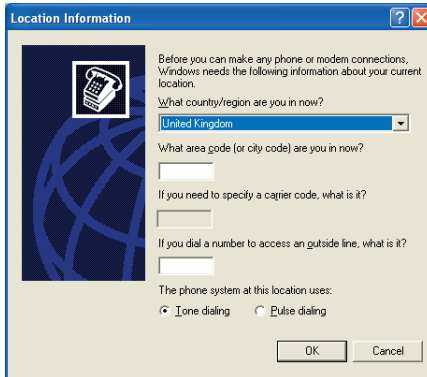 Location Information
Before you can make any phone or modem connections,
Windows needs the following information about your current
location.
What country/region are you in now?
United Kingdom
What area code (or city code) are you in now?
If you need to specify a carrier code, what is it?
If you dial a number to access an outside line, what is it?
The phone system at this location uses:
Tone dialing Pulse dialing
OK Cancel